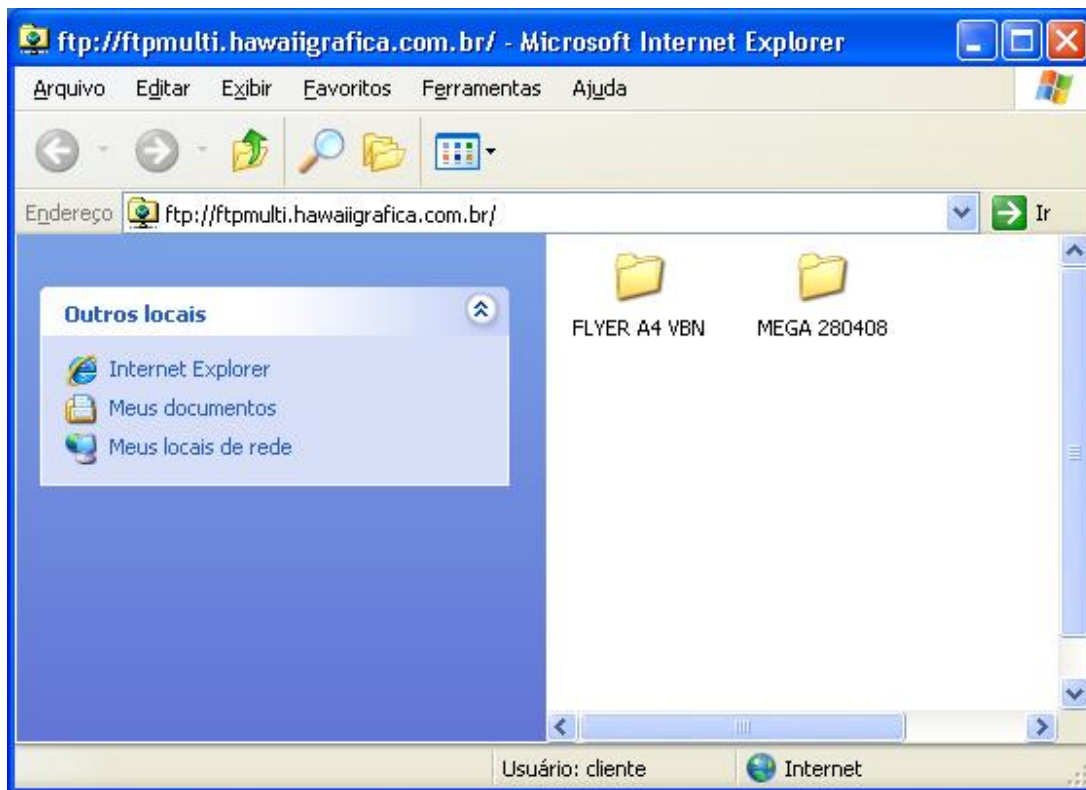 ftp://ftpmulti.hawaiigrafica.com.br/ - Microsoft Internet Explorer
Arquivo Editar Exibir Favoritos Ferramentas Ajuda
Endereço ftp://ftpmulti.hawaiigrafica.com.br/ Ir
Outros locais
Internet Explorer
Meus documentos
Meus locais de rede
FLYER A4 VBN MEGA 280408
Usuário: cliente Internet